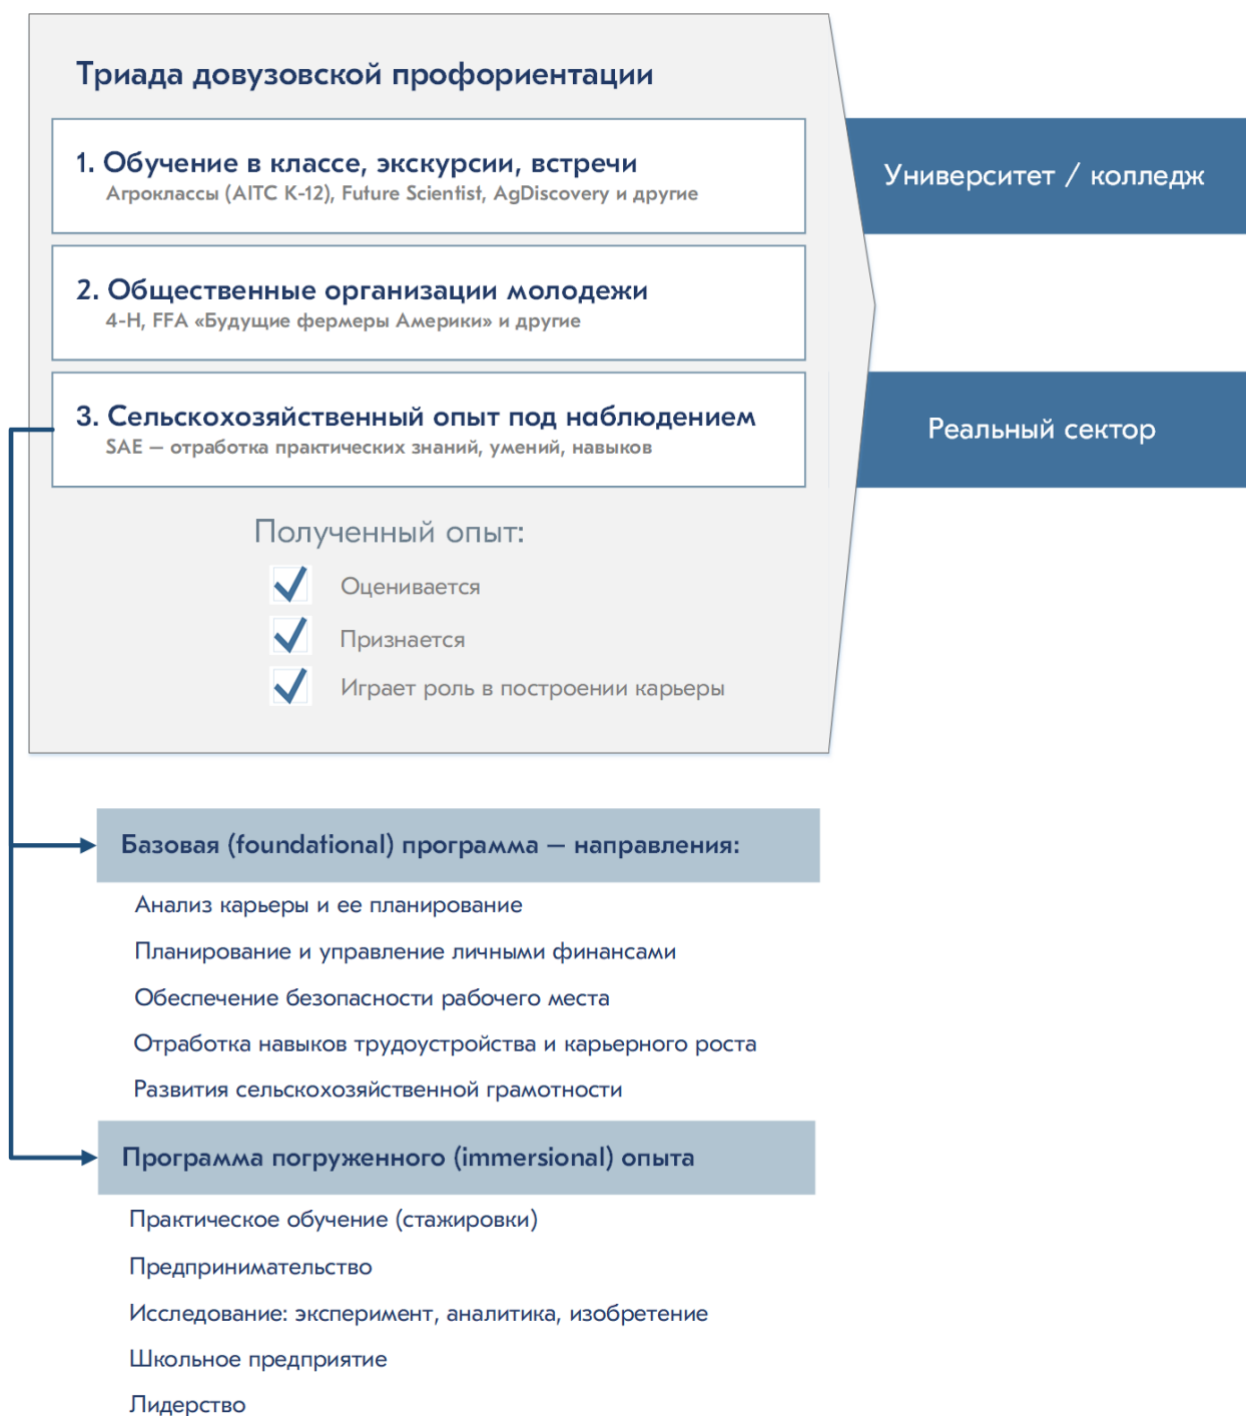 Триада довузовской профориентации
1. Обучение в классе, экскурсии, встречи
Агроклассы (AITC K-12), Future Scientist, AgDiscovery и другие
Университет / колледж
2. Общественные организации молодежи
4-H, FFA «Будущие фермеры Америки» и другие
3. Сельскохозяйственный опыт под наблюдением
SAE – отработка практических знаний, умений, навыков
Реальный сектор
Полученный опыт:
Оценивается
Признается
Играет роль в построении карьеры
Базовая (foundational) программа – направления:
Анализ карьеры и ее планирование
Планирование и управление личными финансами
Обеспечение безопасности рабочего места
Отработка навыков трудоустройства и карьерного роста
Развития сельскохозяйственной грамотности
Программа погруженного (immersional) опыта
Практическое обучение (стажировки)
Предпринимательство
Исследование: эксперимент, аналитика, изобретение
Школьное предприятие
Лидерство